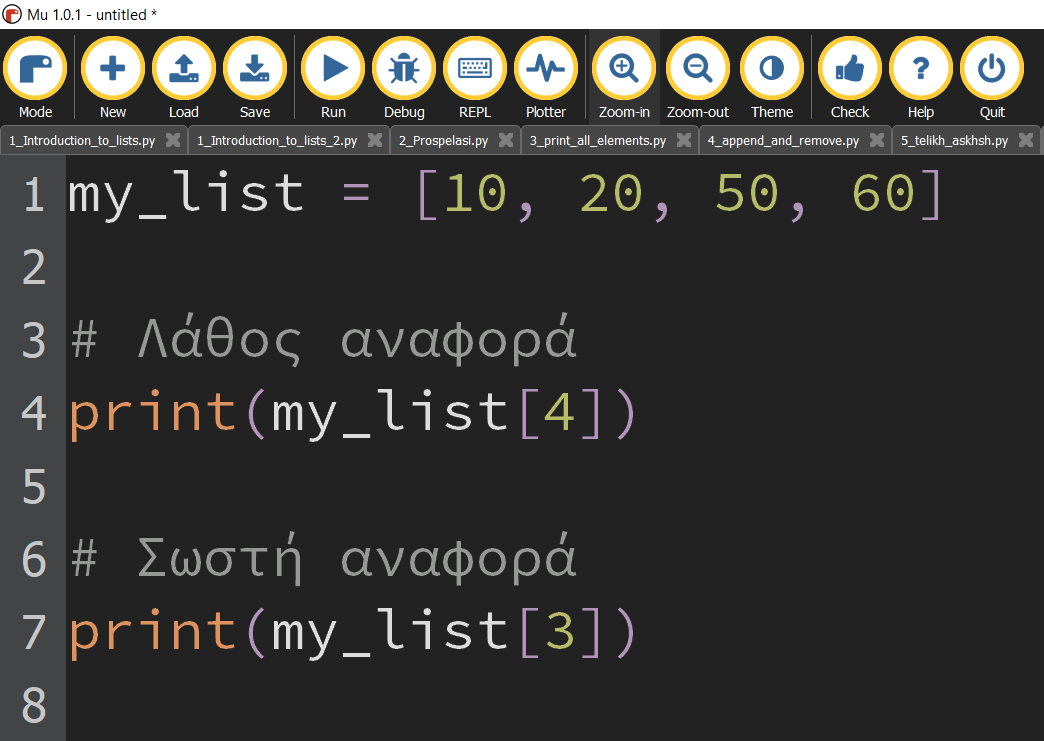 Mu 1.0.1 - untitled *
Mode New Load Save Run Debug REPL Plotter Zoom-in Zoom-out Theme Check Help Quit
1_Introduction_to_lists.py 1_Introduction_to_lists_2.py 2_Prospelasi.py 3_print_all_elements.py 4_append_and_remove.py 5_telikh_askhsh.py
1 my_list = [10, 20, 50, 60]
2
3 # Λάθος αναφορά
4 print(my_list[4])
5
6 # Σωστή αναφορά
7 print(my_list[3])
8